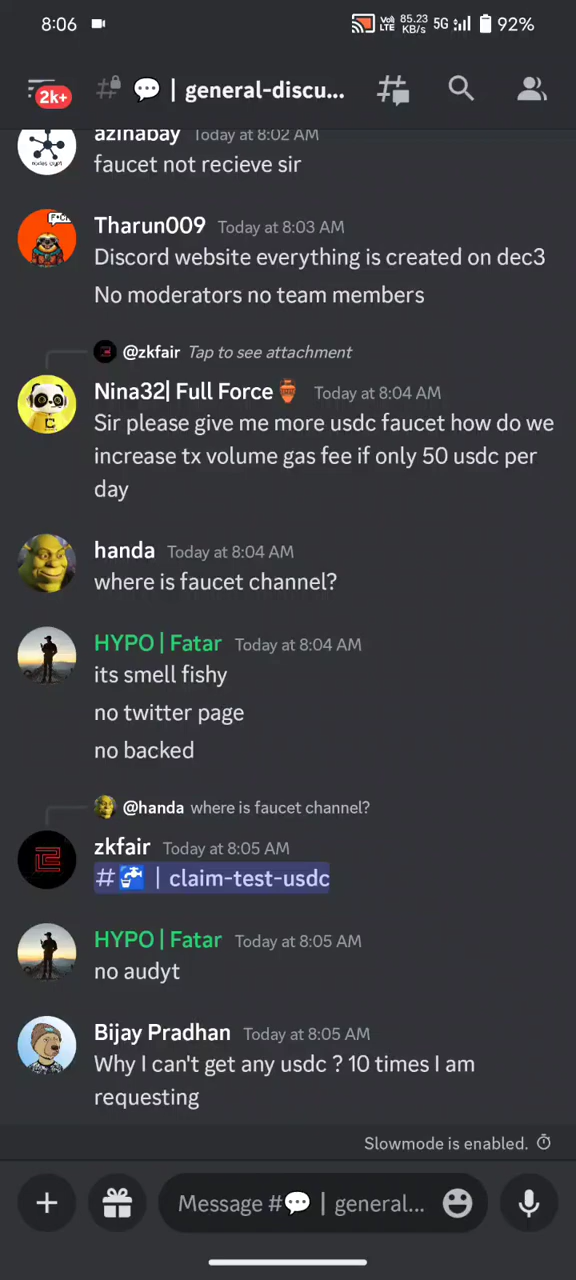 8:06 Vol LTE 85.23 KB/s 5G 92%
2k+ # 💬 | general-discu...
azinabay Today at 8:02 AM
faucet not recieve sir
Tharun009 Today at 8:03 AM
Discord website everything is created on dec3
No moderators no team members
@zkfair Tap to see attachment
Nina32| Full Force🏺 Today at 8:04 AM
Sir please give me more usdc faucet how do we
increase tx volume gas fee if only 50 usdc per
day
handa Today at 8:04 AM
where is faucet channel?
HYPO | Fatar Today at 8:04 AM
its smell fishy
no twitter page
no backed
@handa where is faucet channel?
zkfair Today at 8:05 AM
#🚰 | claim-test-usdc
HYPO | Fatar Today at 8:05 AM
no audyt
Bijay Pradhan Today at 8:05 AM
Why I can't get any usdc ? 10 times I am
requesting
Slowmode is enabled.
Message #💬 | general...